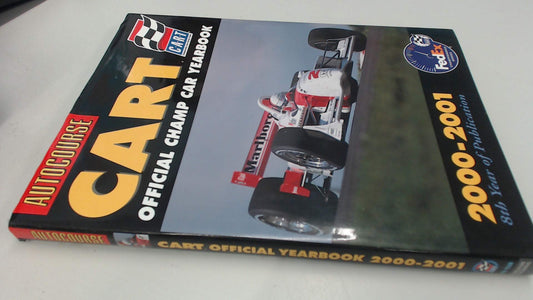 AUTOCOURSE
CART
OFFICIAL CHAMP CAR YEARBOOK
CART
FedEx
Marlboro
2
2000-2001
8th Year of Publication
AUTOCOURSE
CART OFFICIAL YEARBOOK 2000-2001